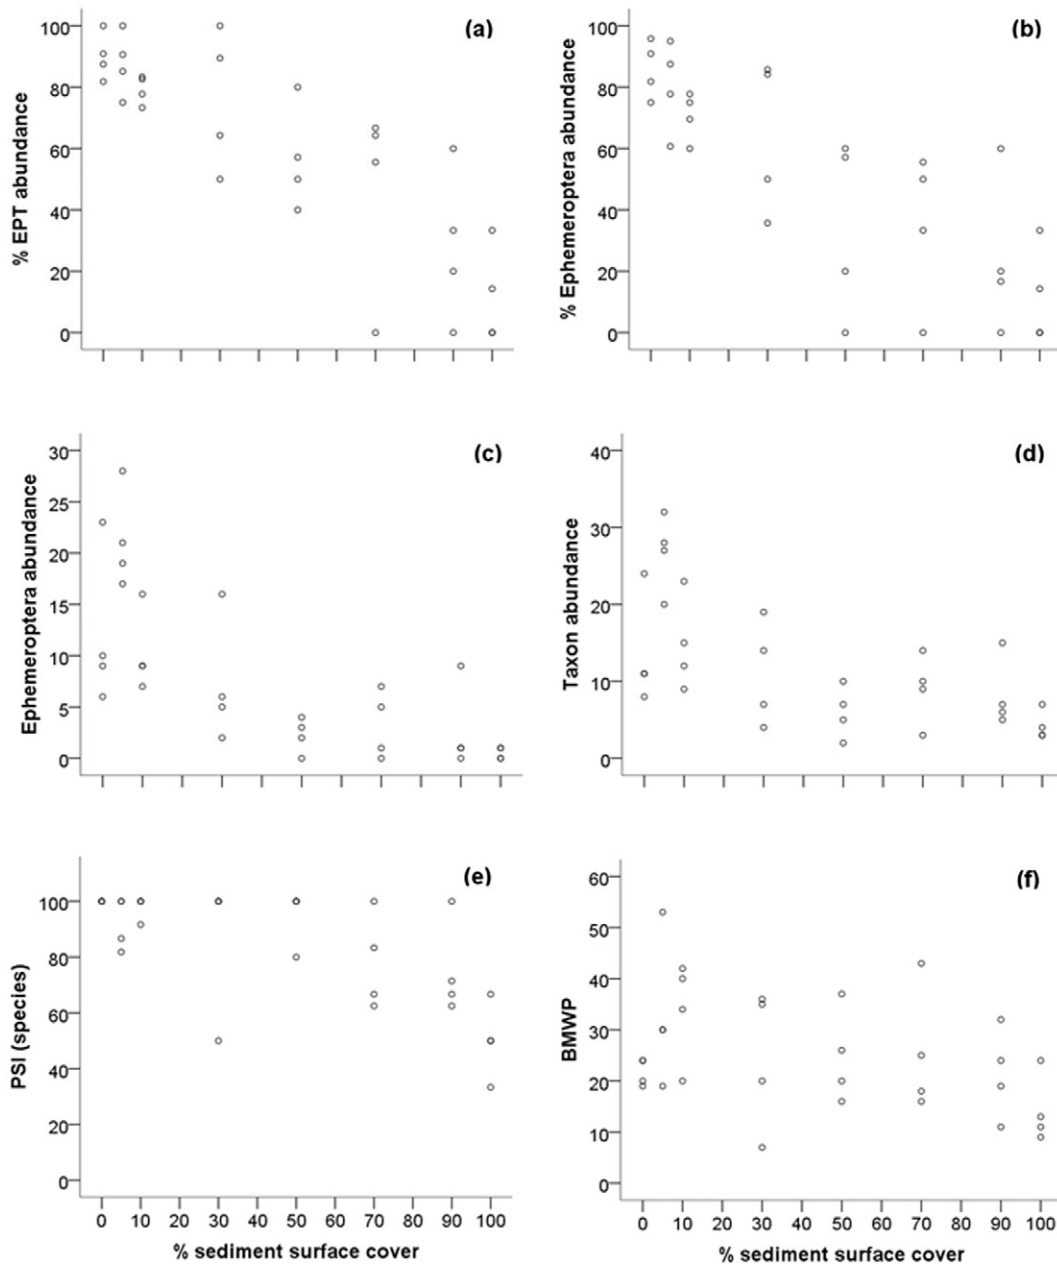 (a)
% EPT abundance
100
80
60
40
20
0
(b)
% Ephemeroptera abundance
100
80
60
40
20
0
(c)
Ephemeroptera abundance
30
25
20
15
10
5
0
(d)
Taxon abundance
40
30
20
10
0
(e)
PSI (species)
100
80
60
40
20
0
0 10 20 30 40 50 60 70 80 90 100
% sediment surface cover
(f)
BMWP
60
50
40
30
20
10
0
0 10 20 30 40 50 60 70 80 90 100
% sediment surface cover